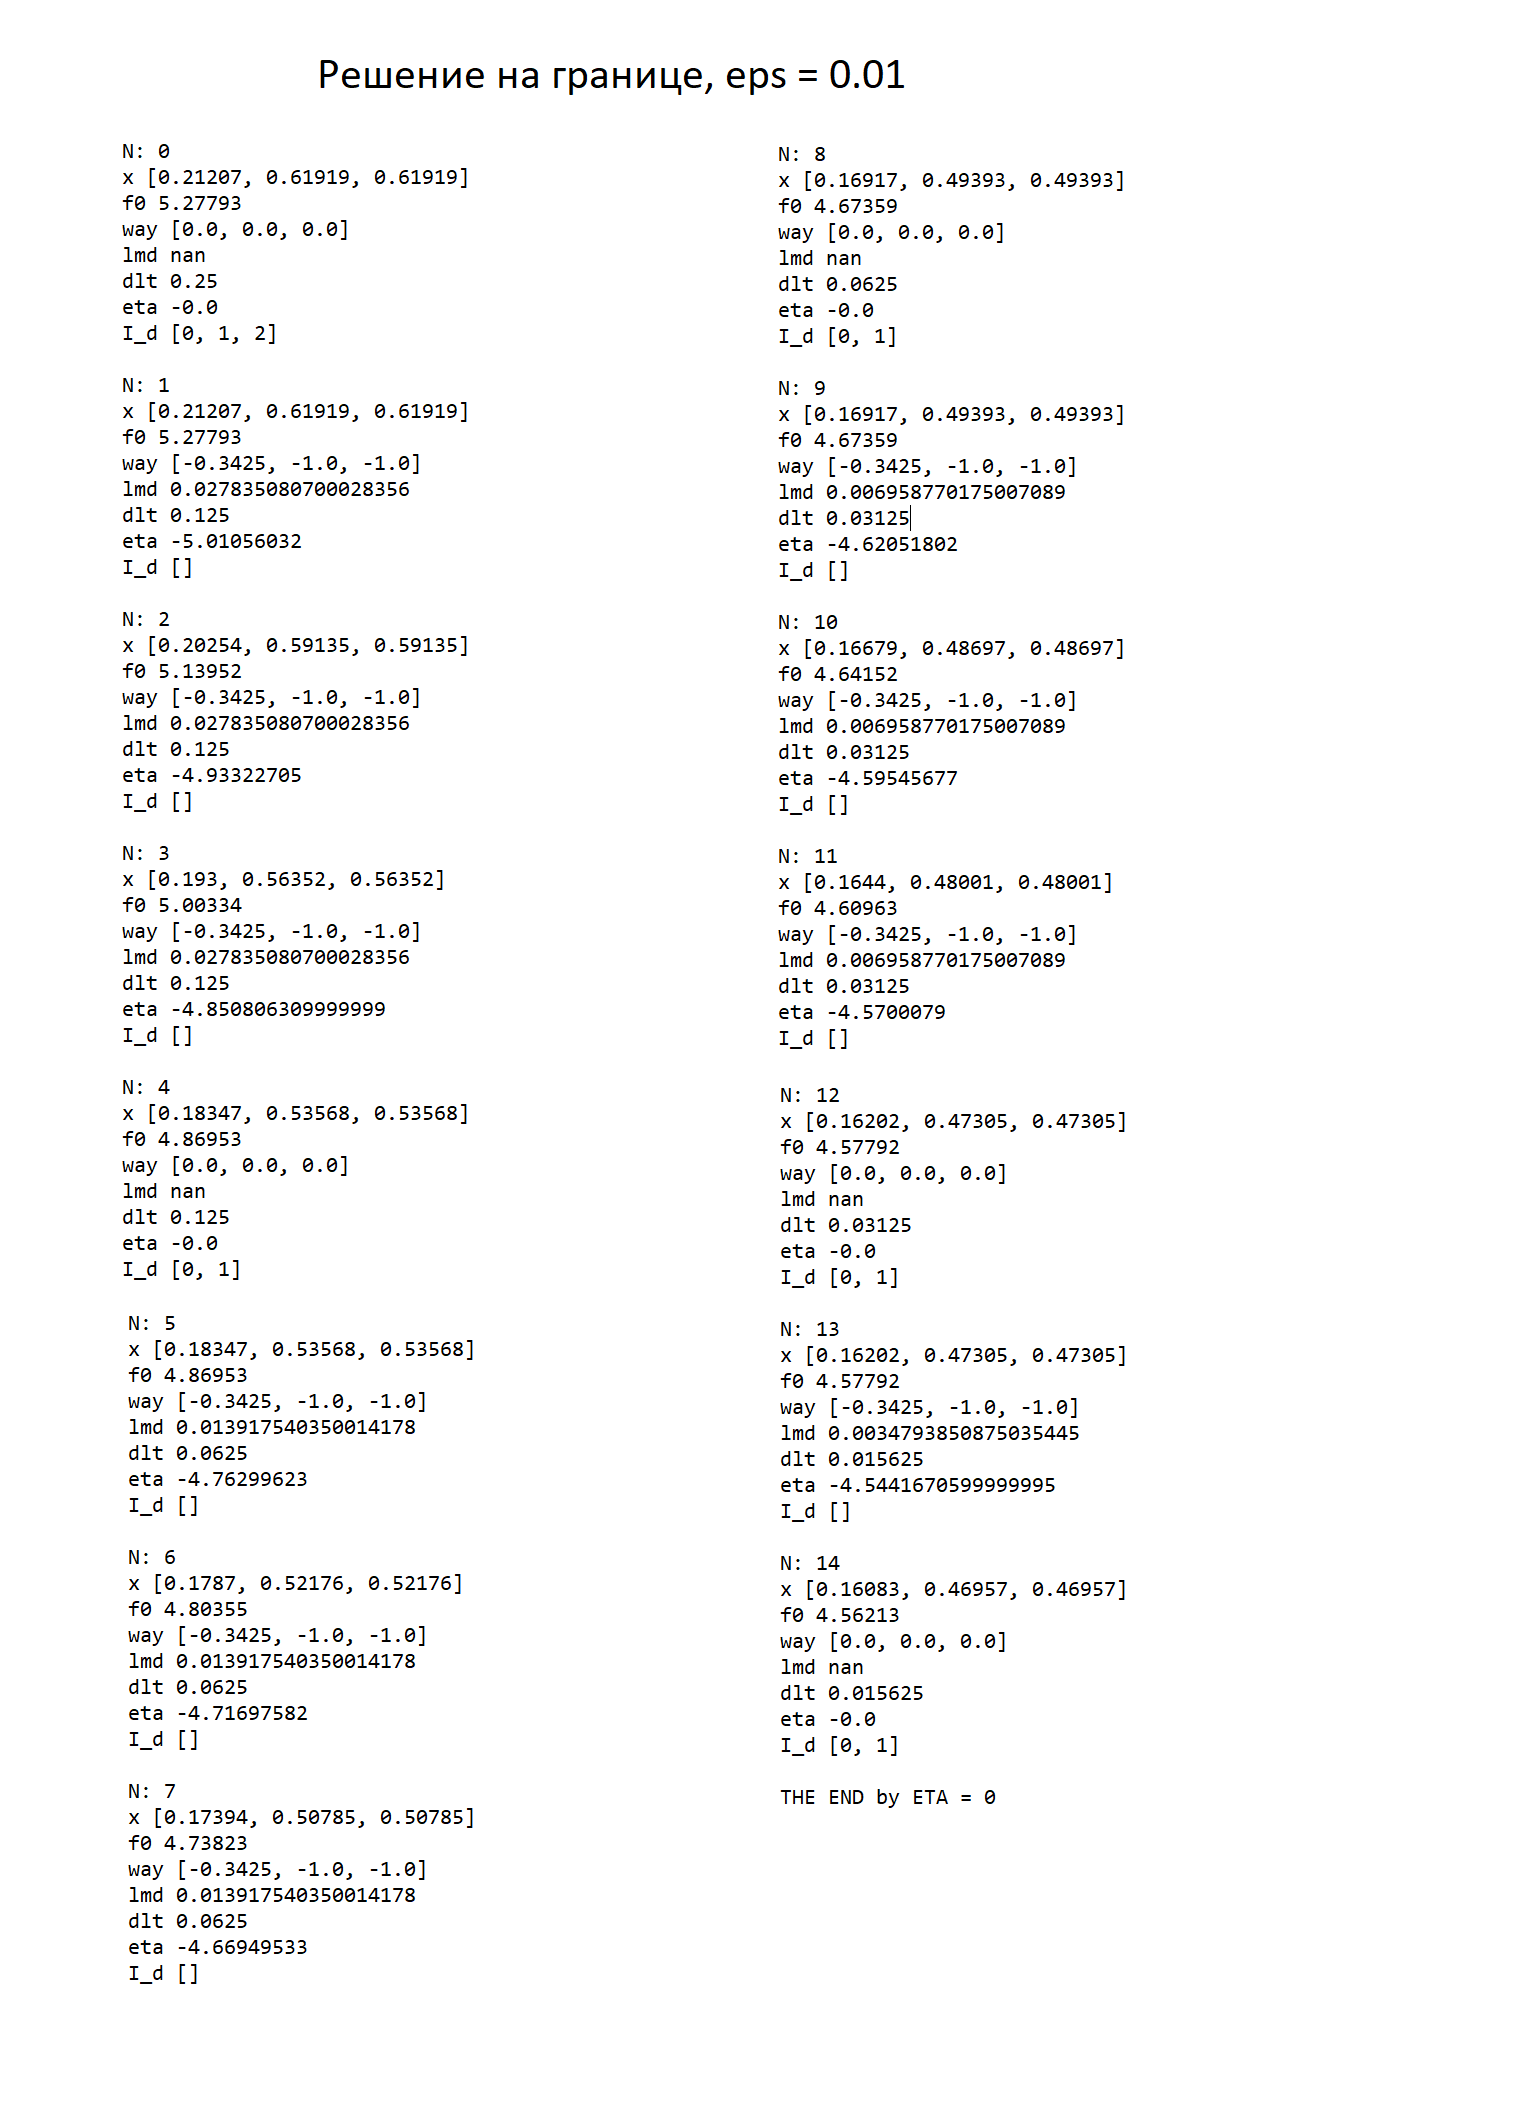 Решение на границе, eps = 0.01
N: 0
x [0.21207, 0.61919, 0.61919]
f0 5.27793
way [0.0, 0.0, 0.0]
lmd nan
dlt 0.25
eta -0.0
I_d [0, 1, 2]
N: 1
x [0.21207, 0.61919, 0.61919]
f0 5.27793
way [-0.3425, -1.0, -1.0]
lmd 0.027835080700028356
dlt 0.125
eta -5.01056032
I_d []
N: 2
x [0.20254, 0.59135, 0.59135]
f0 5.13952
way [-0.3425, -1.0, -1.0]
lmd 0.027835080700028356
dlt 0.125
eta -4.93322705
I_d []
N: 3
x [0.193, 0.56352, 0.56352]
f0 5.00334
way [-0.3425, -1.0, -1.0]
lmd 0.027835080700028356
dlt 0.125
eta -4.850806309999999
I_d []
N: 4
x [0.18347, 0.53568, 0.53568]
f0 4.86953
way [0.0, 0.0, 0.0]
lmd nan
dlt 0.125
eta -0.0
I_d [0, 1]
N: 5
x [0.18347, 0.53568, 0.53568]
f0 4.86953
way [-0.3425, -1.0, -1.0]
lmd 0.013917540350014178
dlt 0.0625
eta -4.76299623
I_d []
N: 6
x [0.1787, 0.52176, 0.52176]
f0 4.80355
way [-0.3425, -1.0, -1.0]
lmd 0.013917540350014178
dlt 0.0625
eta -4.71697582
I_d []
N: 7
x [0.17394, 0.50785, 0.50785]
f0 4.73823
way [-0.3425, -1.0, -1.0]
lmd 0.013917540350014178
dlt 0.0625
eta -4.66949533
I_d []
N: 8
x [0.16917, 0.49393, 0.49393]
f0 4.67359
way [0.0, 0.0, 0.0]
lmd nan
dlt 0.0625
eta -0.0
I_d [0, 1]
N: 9
x [0.16917, 0.49393, 0.49393]
f0 4.67359
way [-0.3425, -1.0, -1.0]
lmd 0.006958770175007089
dlt 0.03125
eta -4.62051802
I_d []
N: 10
x [0.16679, 0.48697, 0.48697]
f0 4.64152
way [-0.3425, -1.0, -1.0]
lmd 0.006958770175007089
dlt 0.03125
eta -4.59545677
I_d []
N: 11
x [0.1644, 0.48001, 0.48001]
f0 4.60963
way [-0.3425, -1.0, -1.0]
lmd 0.006958770175007089
dlt 0.03125
eta -4.5700079
I_d []
N: 12
x [0.16202, 0.47305, 0.47305]
f0 4.57792
way [0.0, 0.0, 0.0]
lmd nan
dlt 0.03125
eta -0.0
I_d [0, 1]
N: 13
x [0.16202, 0.47305, 0.47305]
f0 4.57792
way [-0.3425, -1.0, -1.0]
lmd 0.0034793850875035445
dlt 0.015625
eta -4.5441670599999995
I_d []
N: 14
x [0.16083, 0.46957, 0.46957]
f0 4.56213
way [0.0, 0.0, 0.0]
lmd nan
dlt 0.015625
eta -0.0
I_d [0, 1]
THE END by ETA = 0